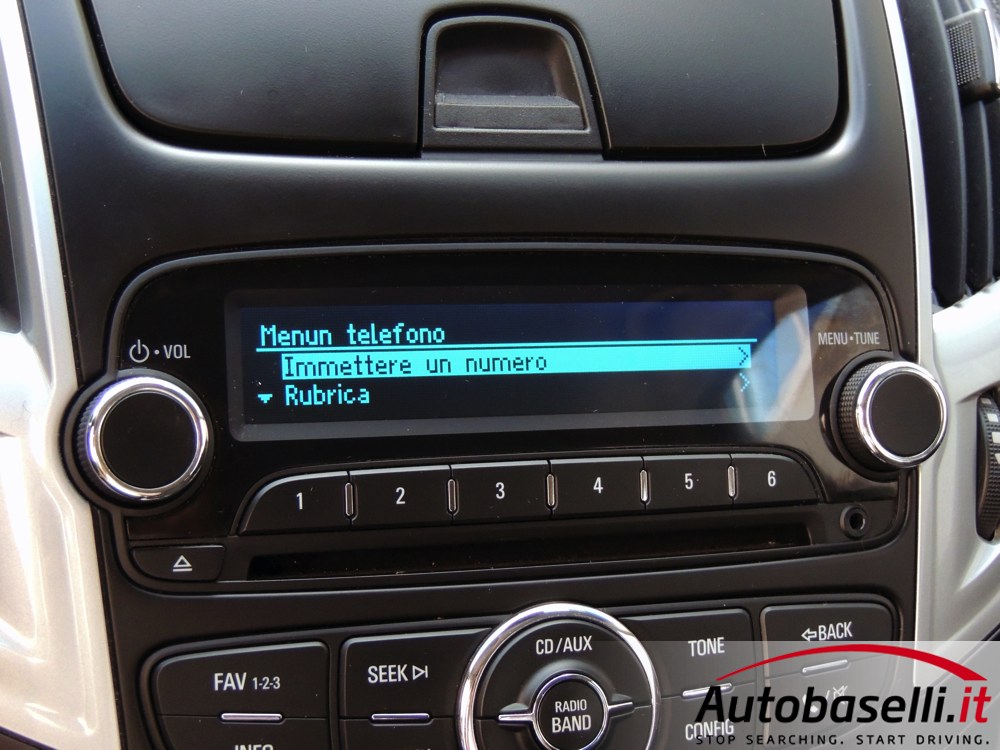 Menun telefono
Immettere un numero
Rubrica
VOL
MENU•TUNE
1 2 3 4 5 6
FAV 1-2-3
SEEK
CD/AUX
TONE
BACK
RADIO
BAND
CONFIG
INFO
Autobaselli.it
STOP SEARCHING. START DRIVING.